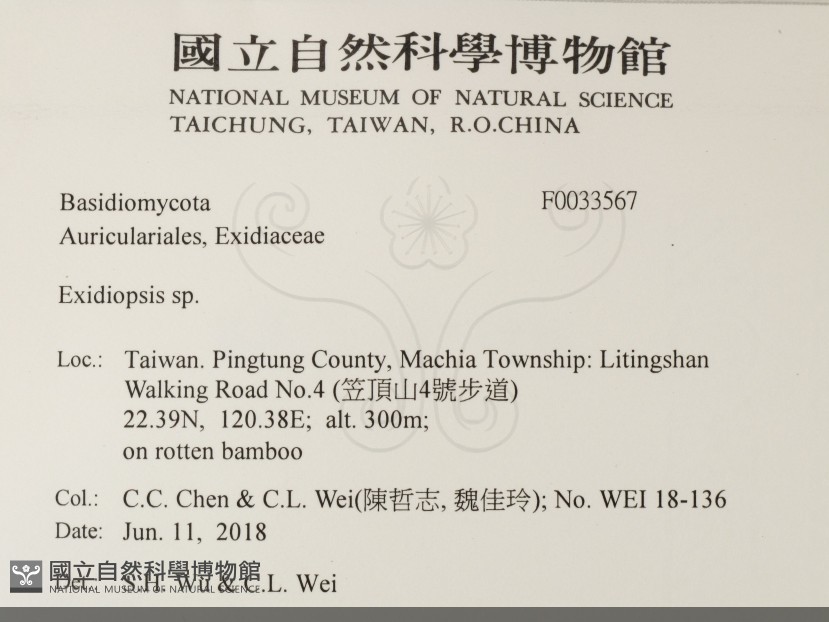 國立自然科學博物館
NATIONAL MUSEUM OF NATURAL SCIENCE
TAICHUNG, TAIWAN, R.O.CHINA
Basidiomycota F0033567
Auriculariales, Exidiaceae
Exidiopsis sp.
Loc.: Taiwan. Pingtung County, Machia Township: Litingshan
Walking Road No.4 (笠頂山4號步道)
22.39N, 120.38E; alt. 300m;
on rotten bamboo
Col.: C.C. Chen & C.L. Wei(陳哲志, 魏佳玲); No. WEI 18-136
Date: Jun. 11, 2018
Det.: S.H. Wu & C.L. Wei
國立自然科學博物館
NATIONAL MUSEUM OF NATURAL SCIENCE